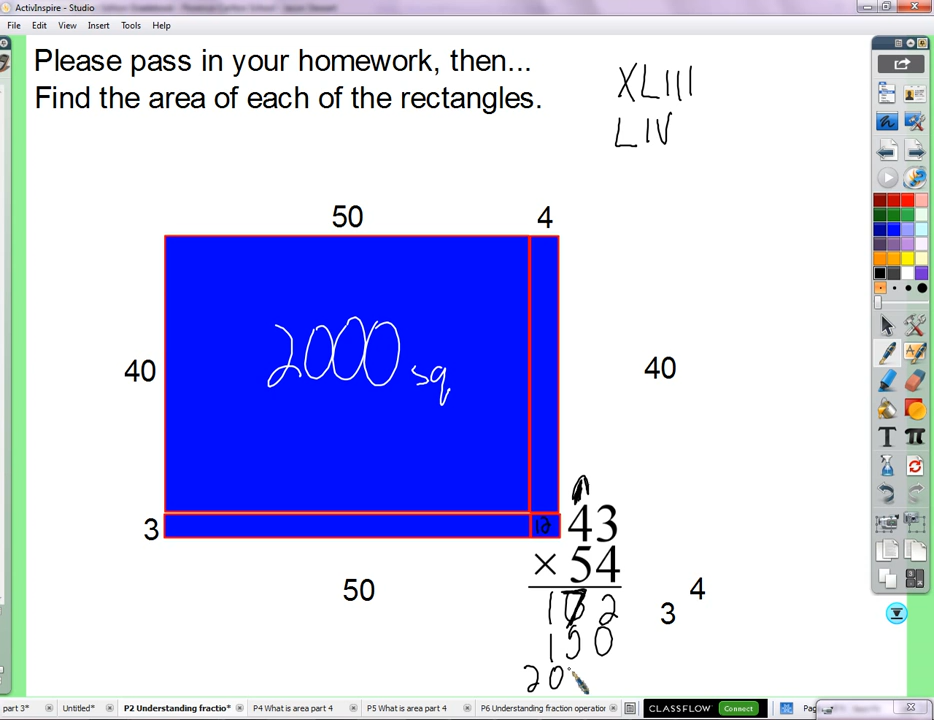 ActivInspire - Studio
File Edit View Insert Tools Help
Please pass in your homework, then...
Find the area of each of the rectangles.
XLIII
LIV
50 4
40
2000 sq
40
3
12
43
× 54
172
150
20
50
3
4
part 3* Untitled* P2 Understanding fractio* P4 What is area part 4 P5 What is area part 4 P6 Understanding fraction operation CLASSFLOW Connect